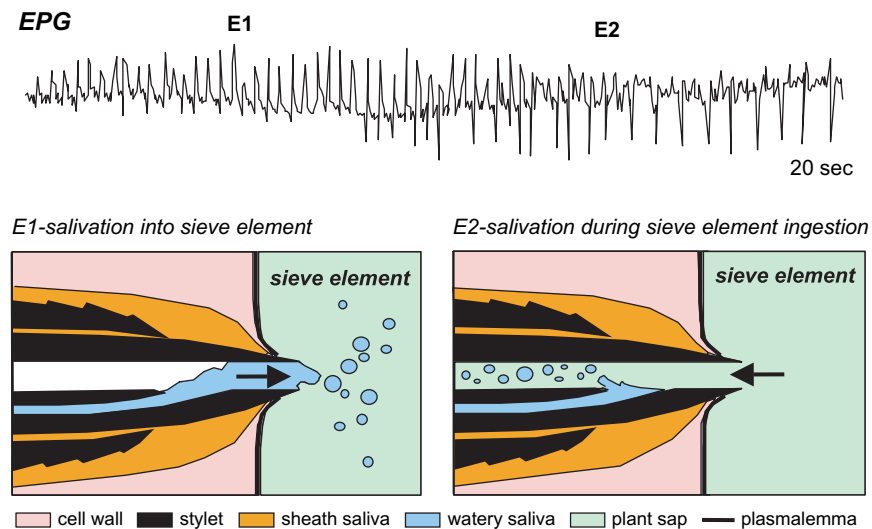 EPG
E1
E2
20 sec
E1-salivation into sieve element
E2-salivation during sieve element ingestion
sieve element
sieve element
cell wall
stylet
sheath saliva
watery saliva
plant sap
plasmalemma